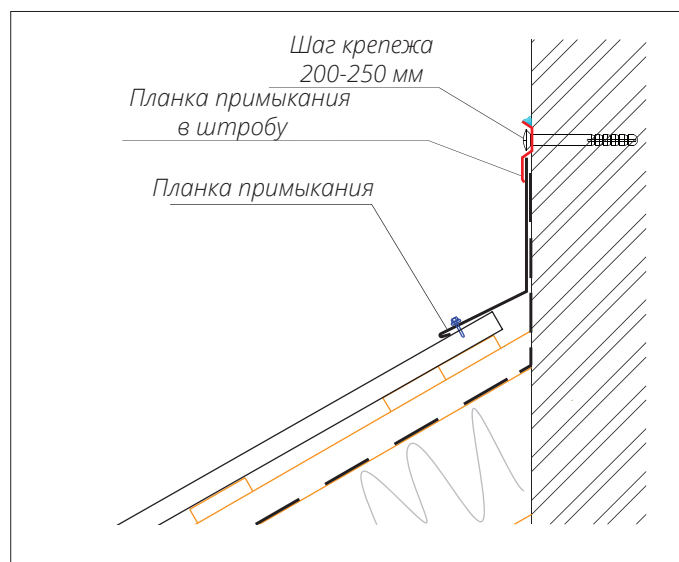 Шаг крепежа
200-250 мм
Планка примыкания
в штробу
Планка примыкания